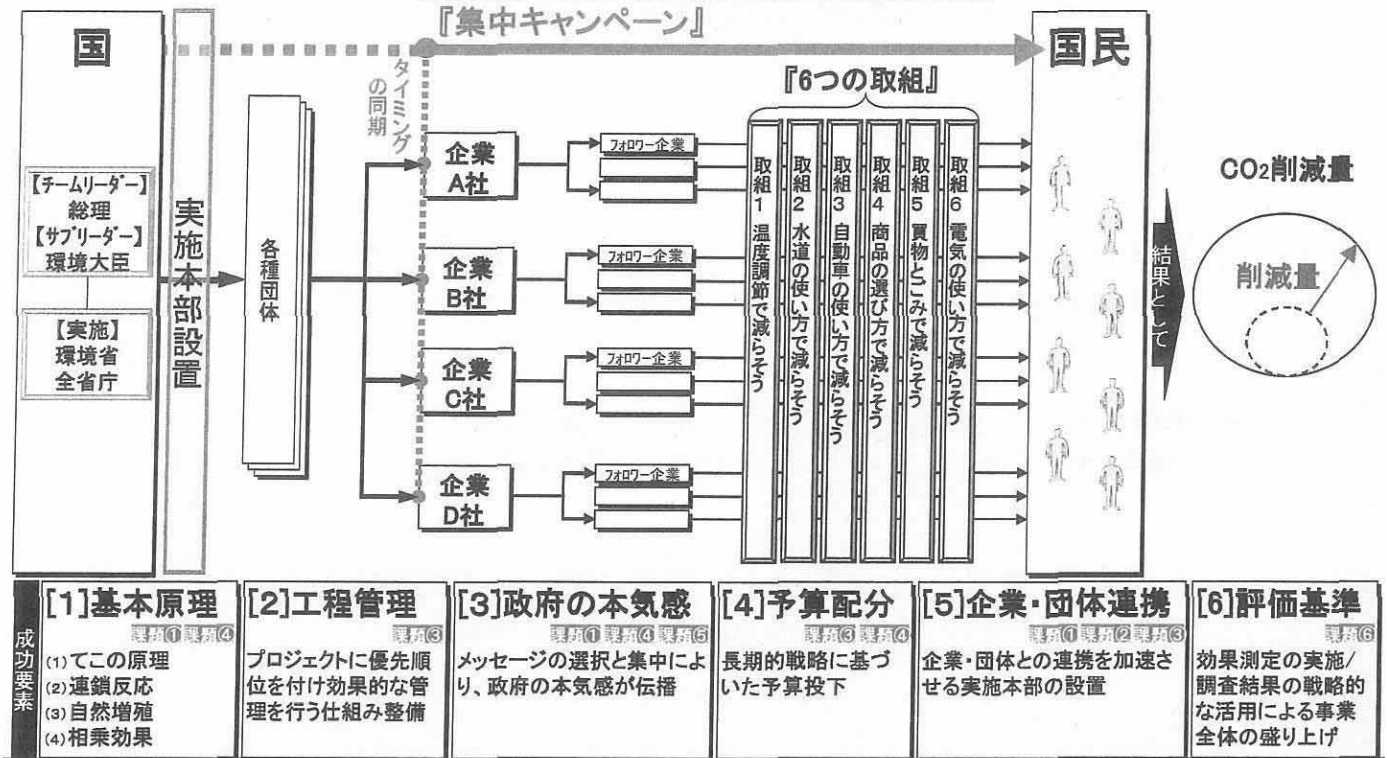 『集中キャンペーン』
国
【チームリーダー】
総理
【サブリーダー】
環境大臣
【実施】
環境省
全省庁
実施本部設置
各種団体
タイミング
の同期
企業
A社
企業
B社
企業
C社
企業
D社
フォロワー企業
フォロワー企業
フォロワー企業
フォロワー企業
『6つの取組』
取組1 温度調節で減らそう
取組2 水道の使い方で減らそう
取組3 自動車の使い方で減らそう
取組4 商品の選び方で減らそう
取組5 買物とごみで減らそう
取組6 電気の使い方で減らそう
国民
結果として
CO₂削減量
削減量
成功要素
[1]基本原理
課題① 課題④
(1)てこの原理
(2)連鎖反応
(3)自然増殖
(4)相乗効果
[2]工程管理
課題③
プロジェクトに優先順
位を付け効果的な管
理を行う仕組み整備
[3]政府の本気感
課題① 課題④ 課題⑤
メッセージの選択と集中によ
り、政府の本気感が伝播
[4]予算配分
課題③ 課題④
長期的戦略に基づ
いた予算投下
[5]企業・団体連携
課題① 課題② 課題③
企業・団体との連携を加速さ
せる実施本部の設置
[6]評価基準
課題⑥
効果測定の実施/
調査結果の戦略的
な活用による事業
全体の盛り上げ